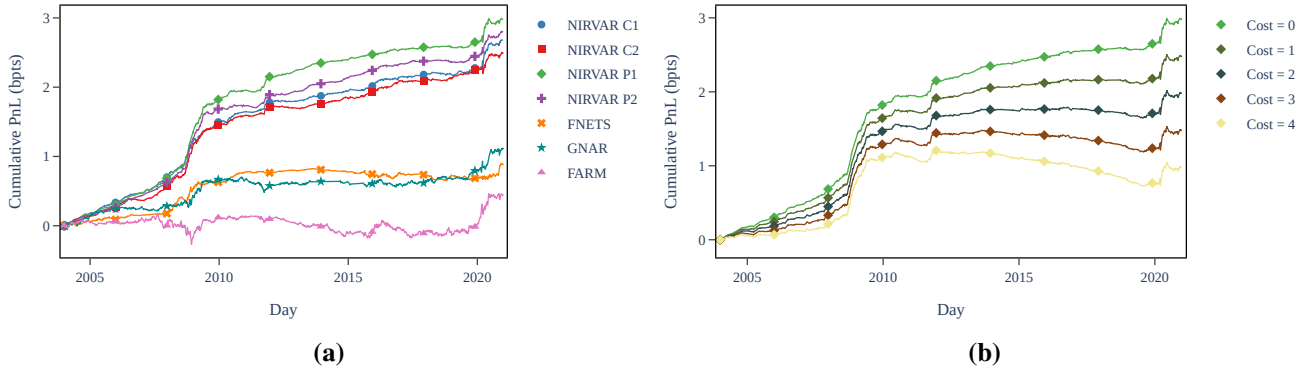 Cumulative PnL (bpts)
3
2
1
0
2005
2010
2015
2020
Day
NIRVAR C1
NIRVAR C2
NIRVAR P1
NIRVAR P2
FNETS
GNAR
FARM
(a)
Cumulative PnL (bpts)
3
2
1
0
2005
2010
2015
2020
Day
Cost = 0
Cost = 1
Cost = 2
Cost = 3
Cost = 4
(b)